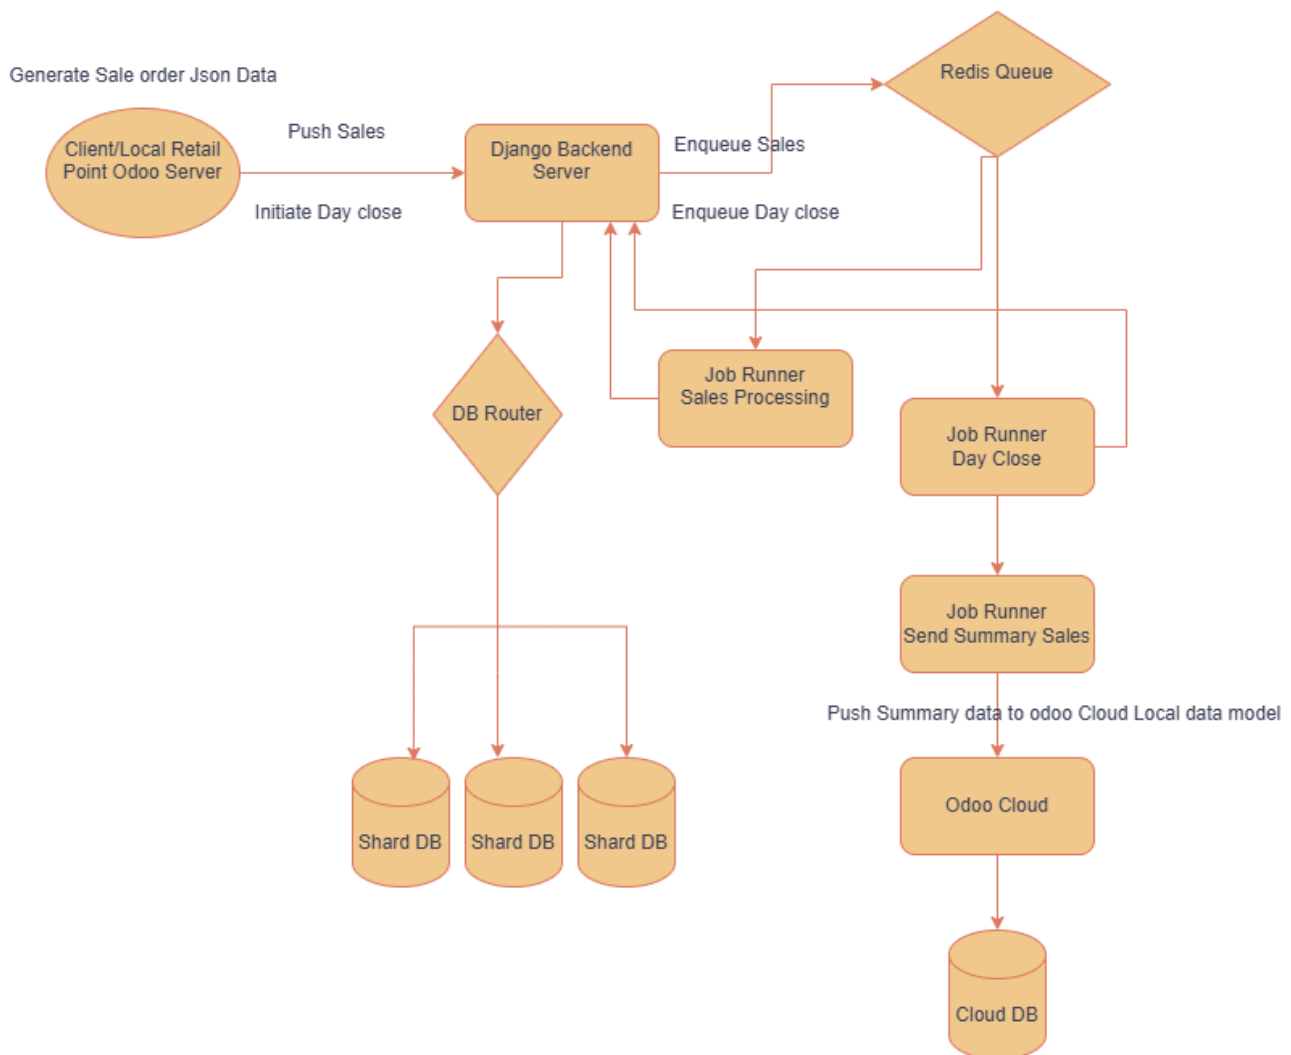 Generate Sale order Json Data
Redis Queue
Client/Local Retail
Point Odoo Server
Push Sales
Initiate Day close
Django Backend
Server
Enqueue Sales
Enqueue Day close
DB Router
Job Runner
Sales Processing
Job Runner
Day Close
Job Runner
Send Summary Sales
Push Summary data to odoo Cloud Local data model
Odoo Cloud
Shard DB
Shard DB
Shard DB
Cloud DB